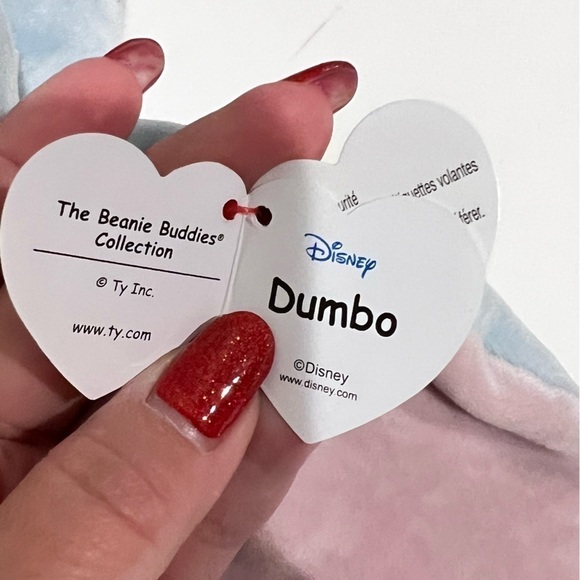 The Beanie Buddies®
Collection
© Ty Inc.
www.ty.com
Disney
Dumbo
©Disney
www.disney.com
volantes